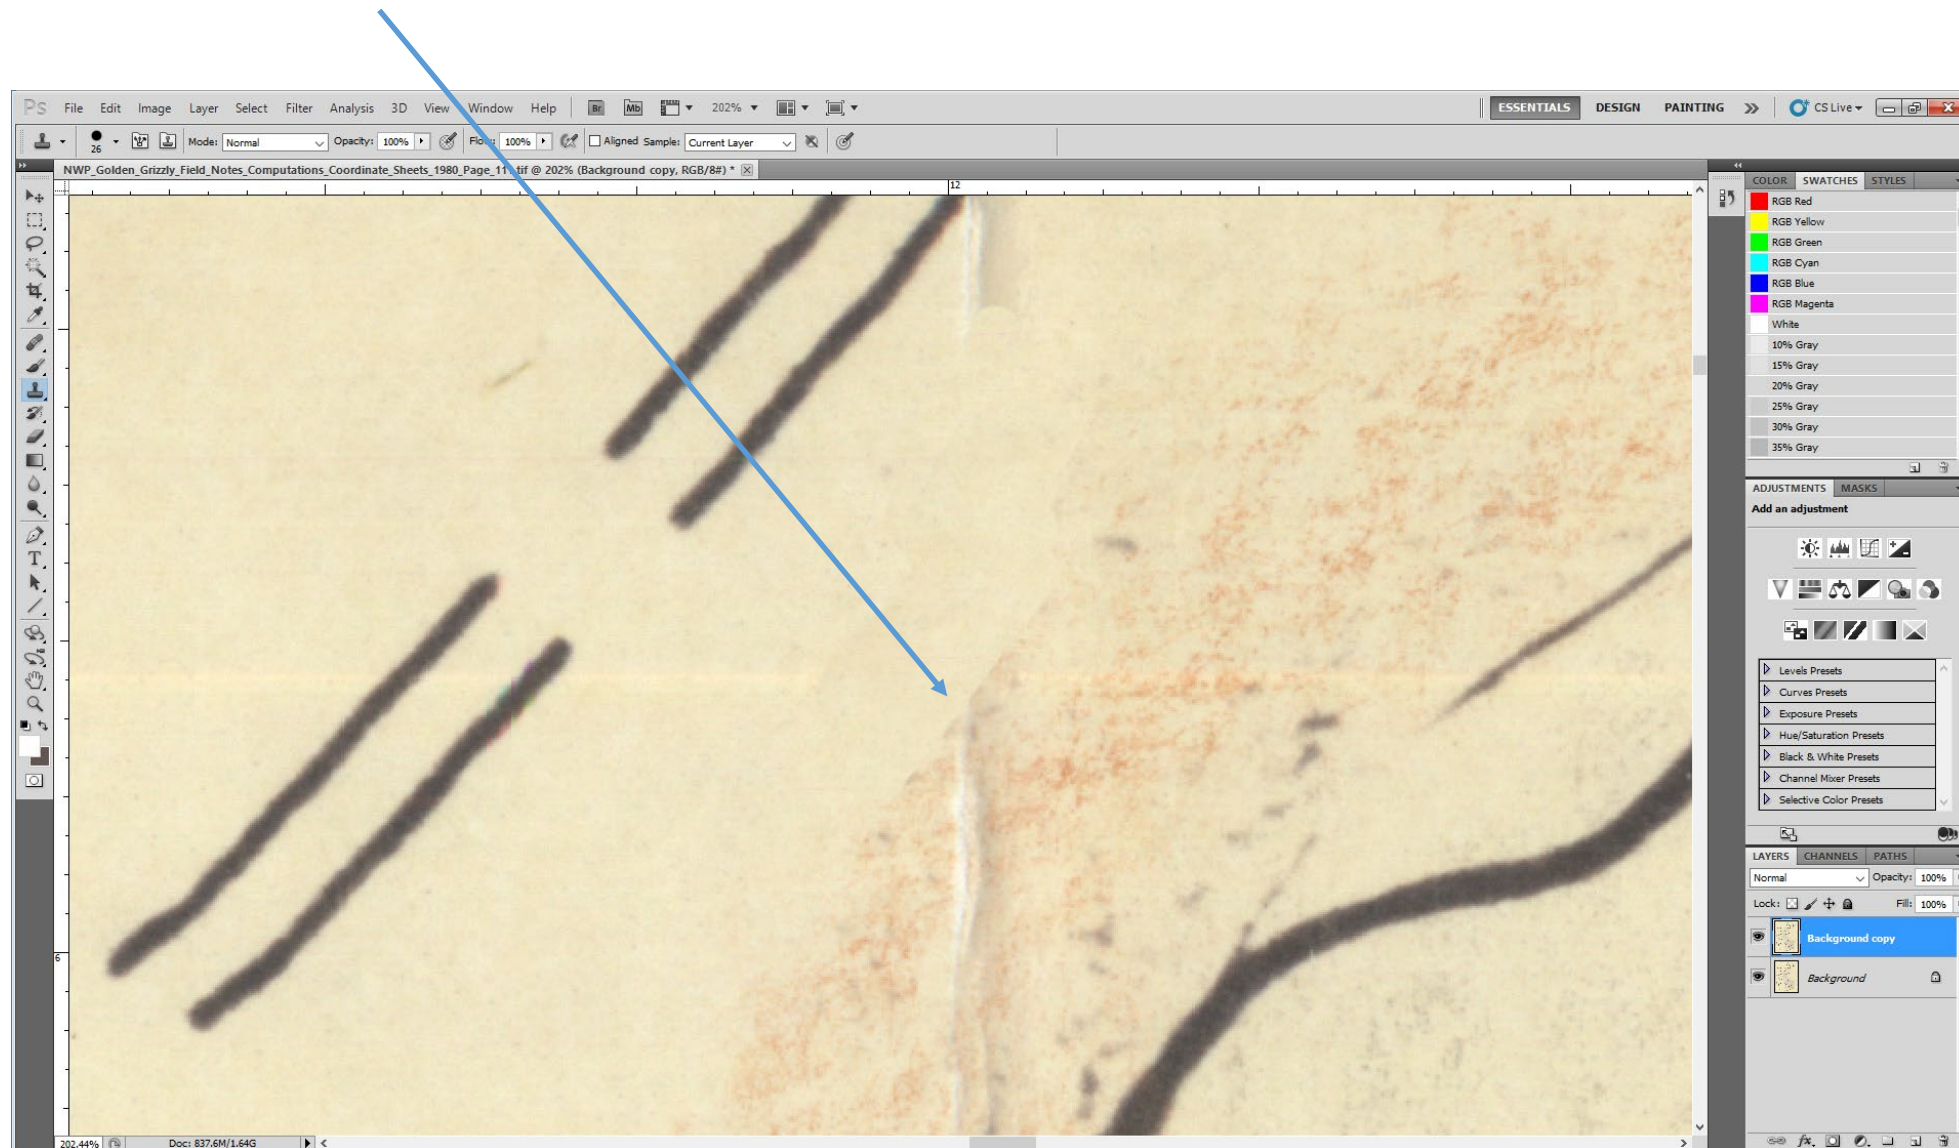 Ps File Edit Image Layer Select Filter Analysis 3D View Window Help Br Mb 202% ESSENTIALS DESIGN PAINTING CS Live
26 Mode: Normal Opacity: 100% 100% Aligned Sample: Current Layer
202% (Background copy, RGB/8#) *
12
6
COLOR SWATCHES STYLES
RGB Red
RGB Yellow
RGB Green
RGB Cyan
RGB Blue
RGB Magenta
White
10% Gray
15% Gray
20% Gray
25% Gray
30% Gray
35% Gray
ADJUSTMENTS MASKS
Add an adjustment
Levels Presets
Curves Presets
Exposure Presets
Hue/Saturation Presets
Black & White Presets
Channel Mixer Presets
Selective Color Presets
LAYERS CHANNELS PATHS
Normal Opacity: 100%
Lock: Fill: 100%
Background copy
Background
202.44% Doc: 837.6M/1.64G